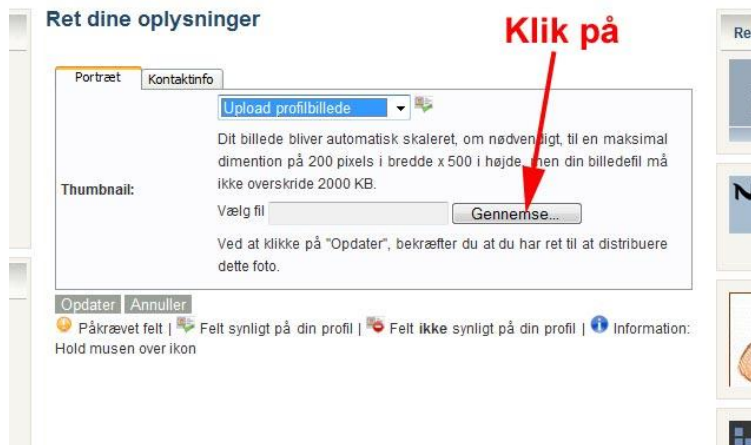 Ret dine oplysninger
Klik på
Re
Portræt
Kontaktinfo
Upload profilbillede
Dit billede bliver automatisk skaleret, om nødvendigt, til en maksimal
dimention på 200 pixels i bredde x 500 i højde, men din billedefil må
ikke overskride 2000 KB.
Thumbnail:
Vælg fil
Gennemse...
Ved at klikke på "Opdater", bekræfter du at du har ret til at distribuere
dette foto.
Opdater Annuller
Påkrævet felt | Felt synligt på din profil | Felt ikke synligt på din profil | Information:
Hold musen over ikon